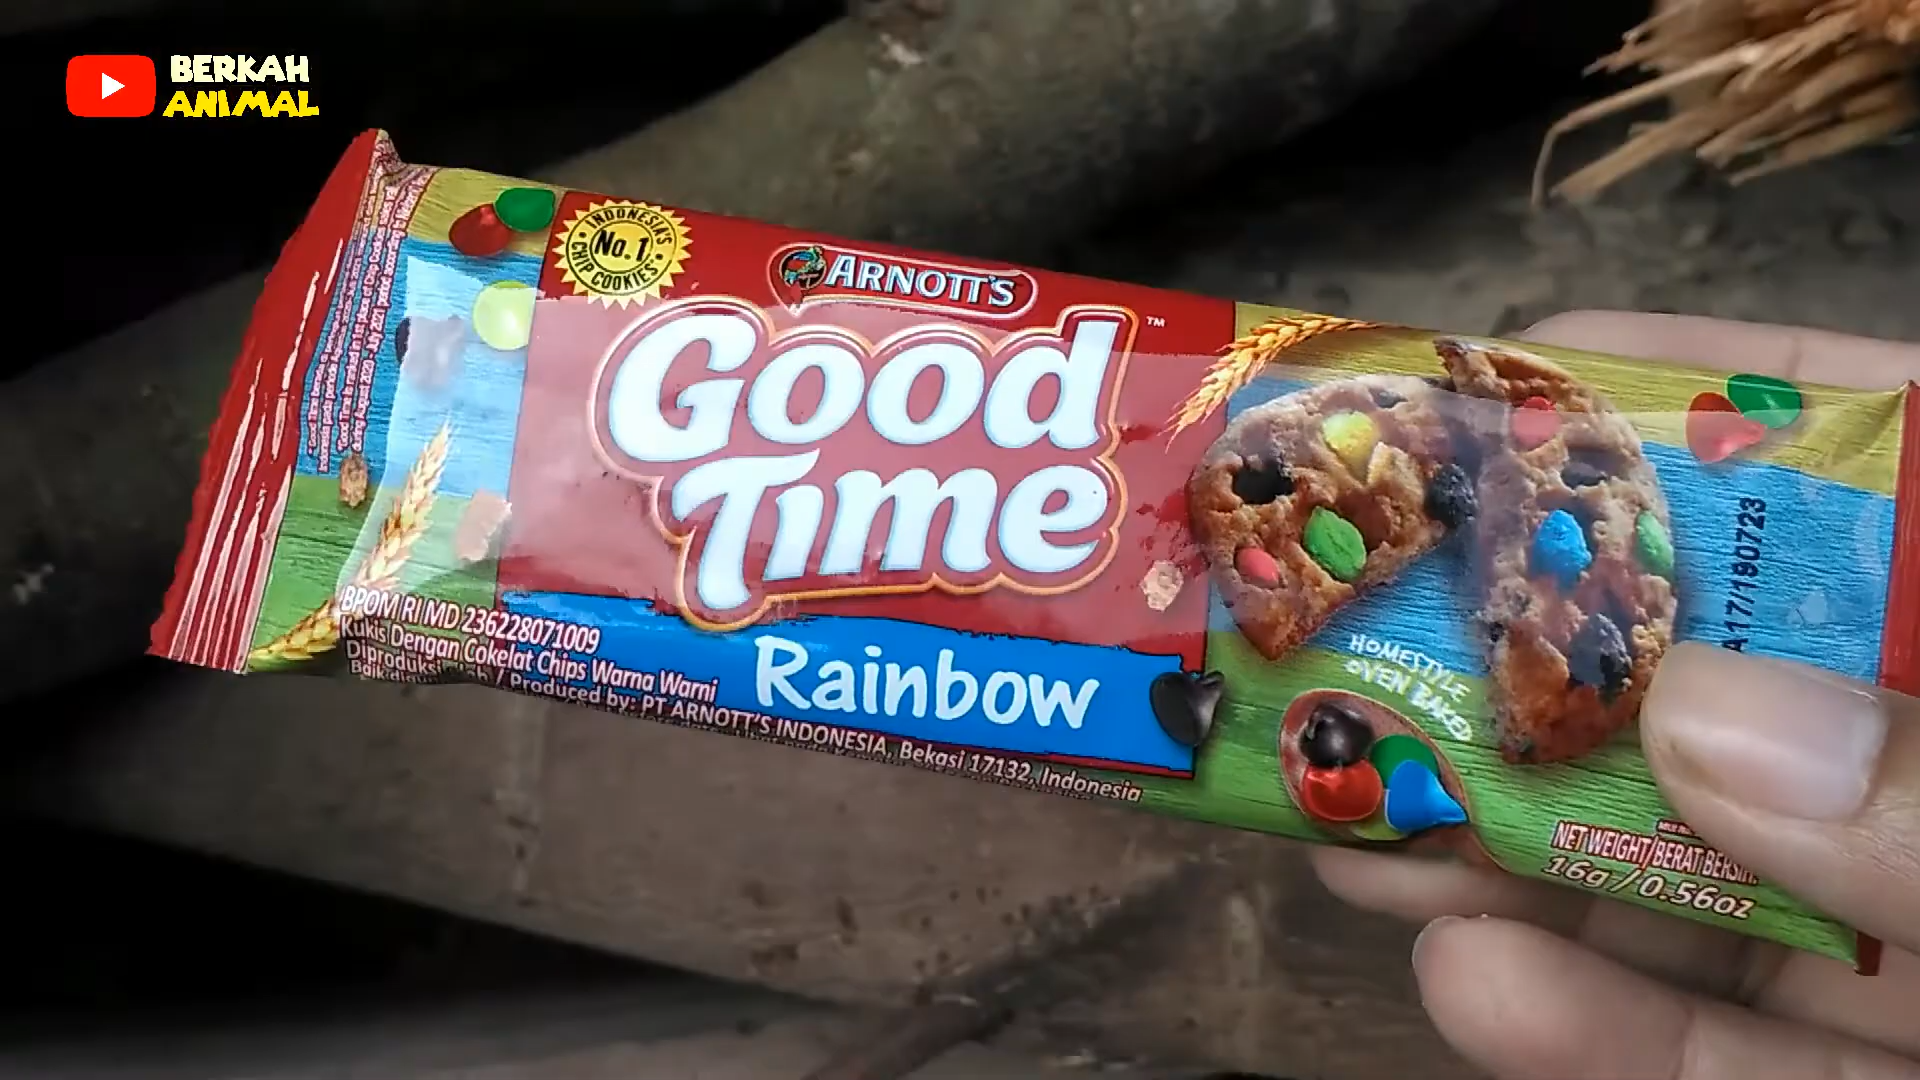 BERKAH
ANIMAL
INDONESIA'S
No.1
CHIP COOKIES
ARNOTT'S
Good
Time
™
Rainbow
BPOM RI MD 236228071009
Kukis Dengan Cokelat Chips Warna Warni
Diproduksi / Produced by: PT ARNOTT'S INDONESIA, Bekasi 17132, Indonesia
HOMESTYLE
OVEN BAKED
A17/190723
NET WEIGHT/BERAT BERSIH:
16g / 0.56oz